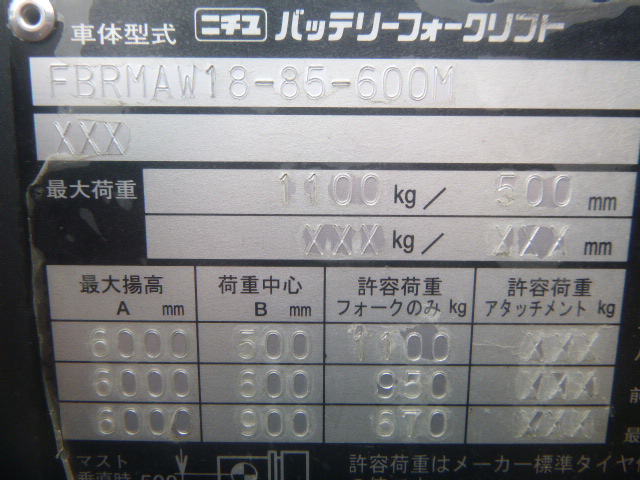 車体型式 ニチユ バッテリーフォークリフト
FBRMAW18-85-600M
XXX
最大荷重 1100 kg / 500 mm
XXX kg / XXX mm
最大揚高 荷重中心 許容荷重 許容荷重
A mm B mm フォークのみ kg アタッチメント kg
6000 500 1100 XXX
6000 600 950 XXX
6000 900 670 XXX
マスト
垂直時 500
許容荷重はメーカー標準タイヤ